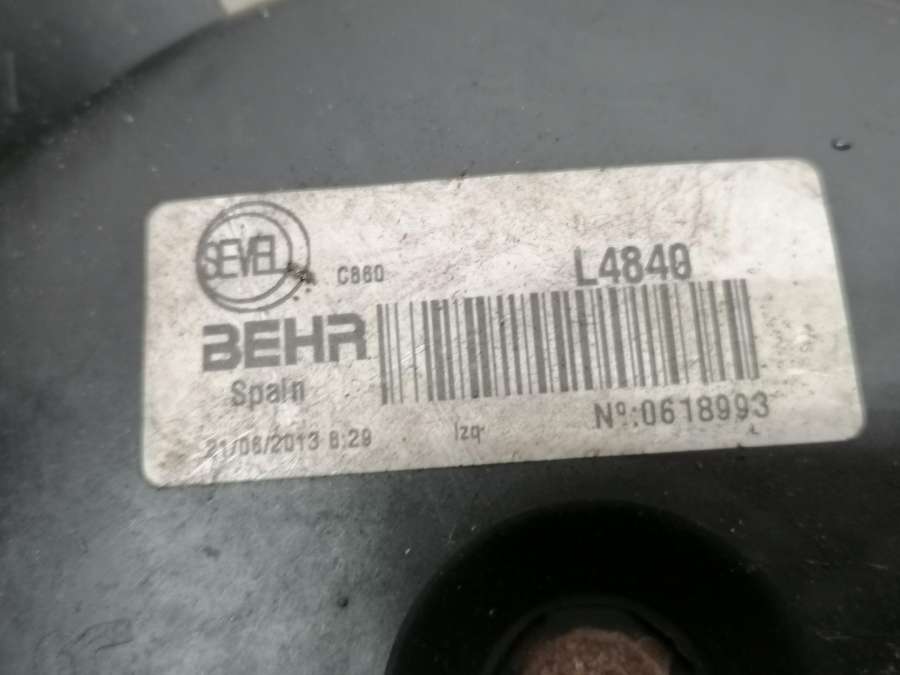 SEVEL
C860
L4840
BEHR
Spain
Nº.:0618993
21/06/2013 8:29
Izq.